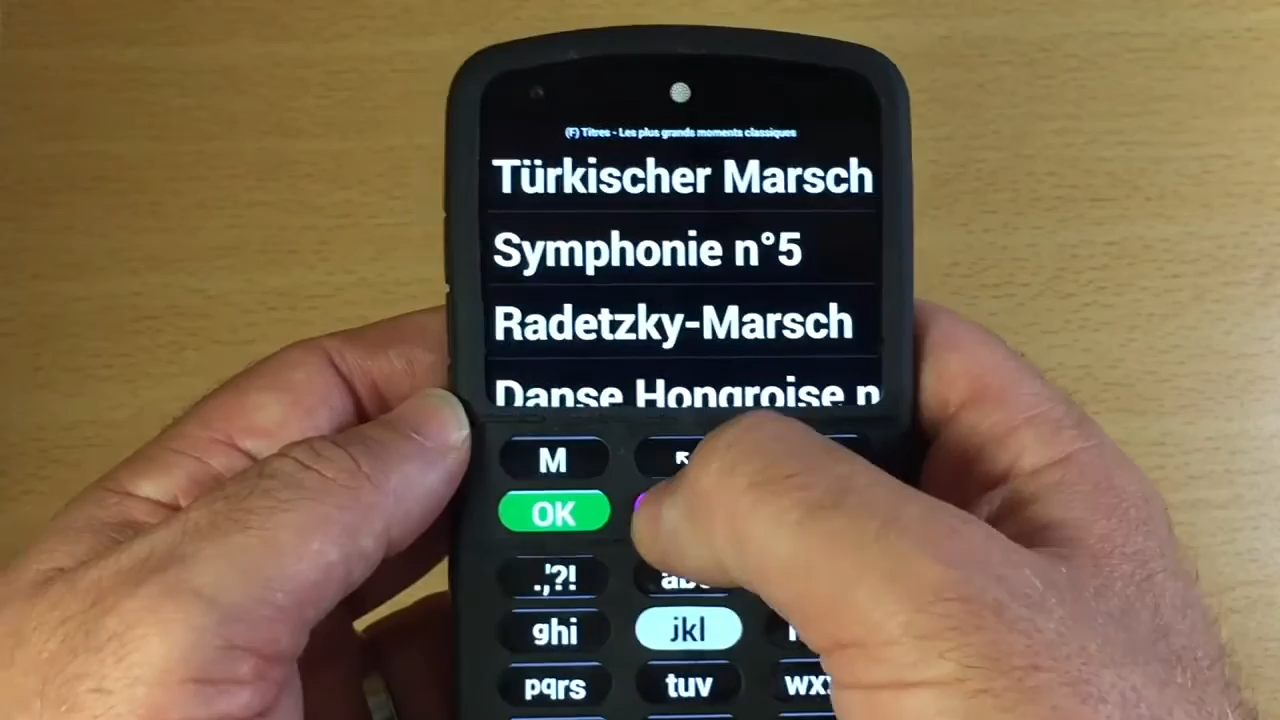 (F) Titres - Les plus grands moments classiques
Türkischer Marsch
Symphonie n°5
Radetzky-Marsch
Danse Hongroise n
M
OK
.,'?!
ghi
jkl
pqrs
tuv